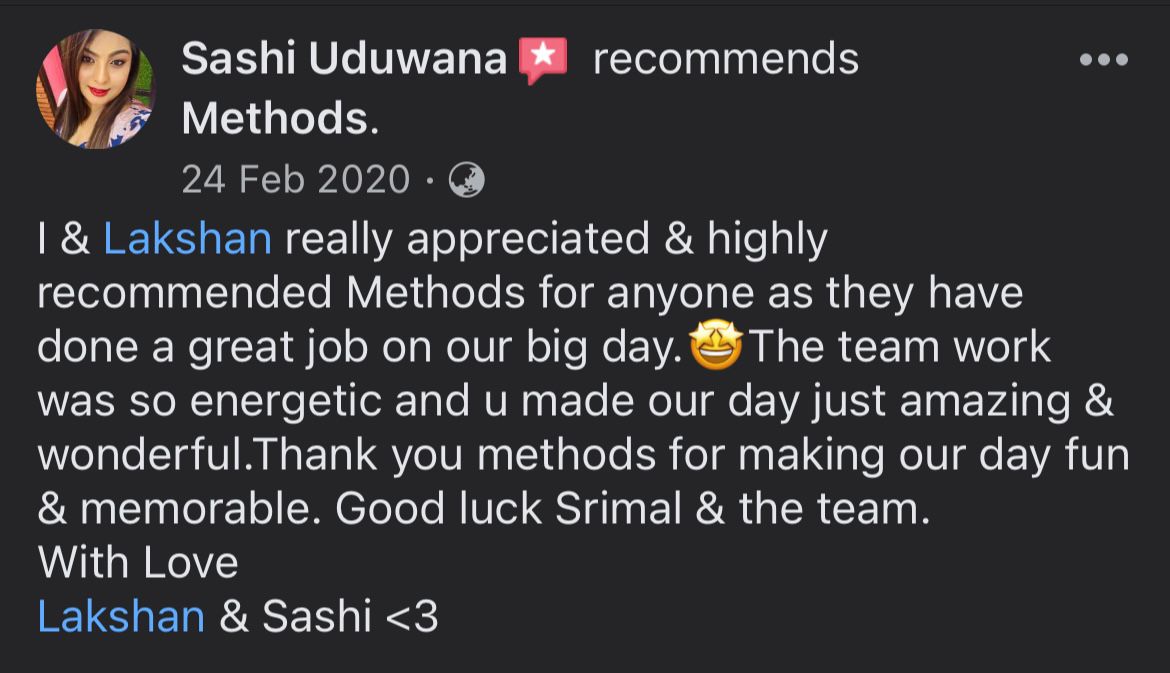 Sashi Uduwana recommends
Methods.
24 Feb 2020 ·
I & Lakshan really appreciated & highly
recommended Methods for anyone as they have
done a great job on our big day.🤩The team work
was so energetic and u made our day just amazing &
wonderful.Thank you methods for making our day fun
& memorable. Good luck Srimal & the team.
With Love
Lakshan & Sashi <3